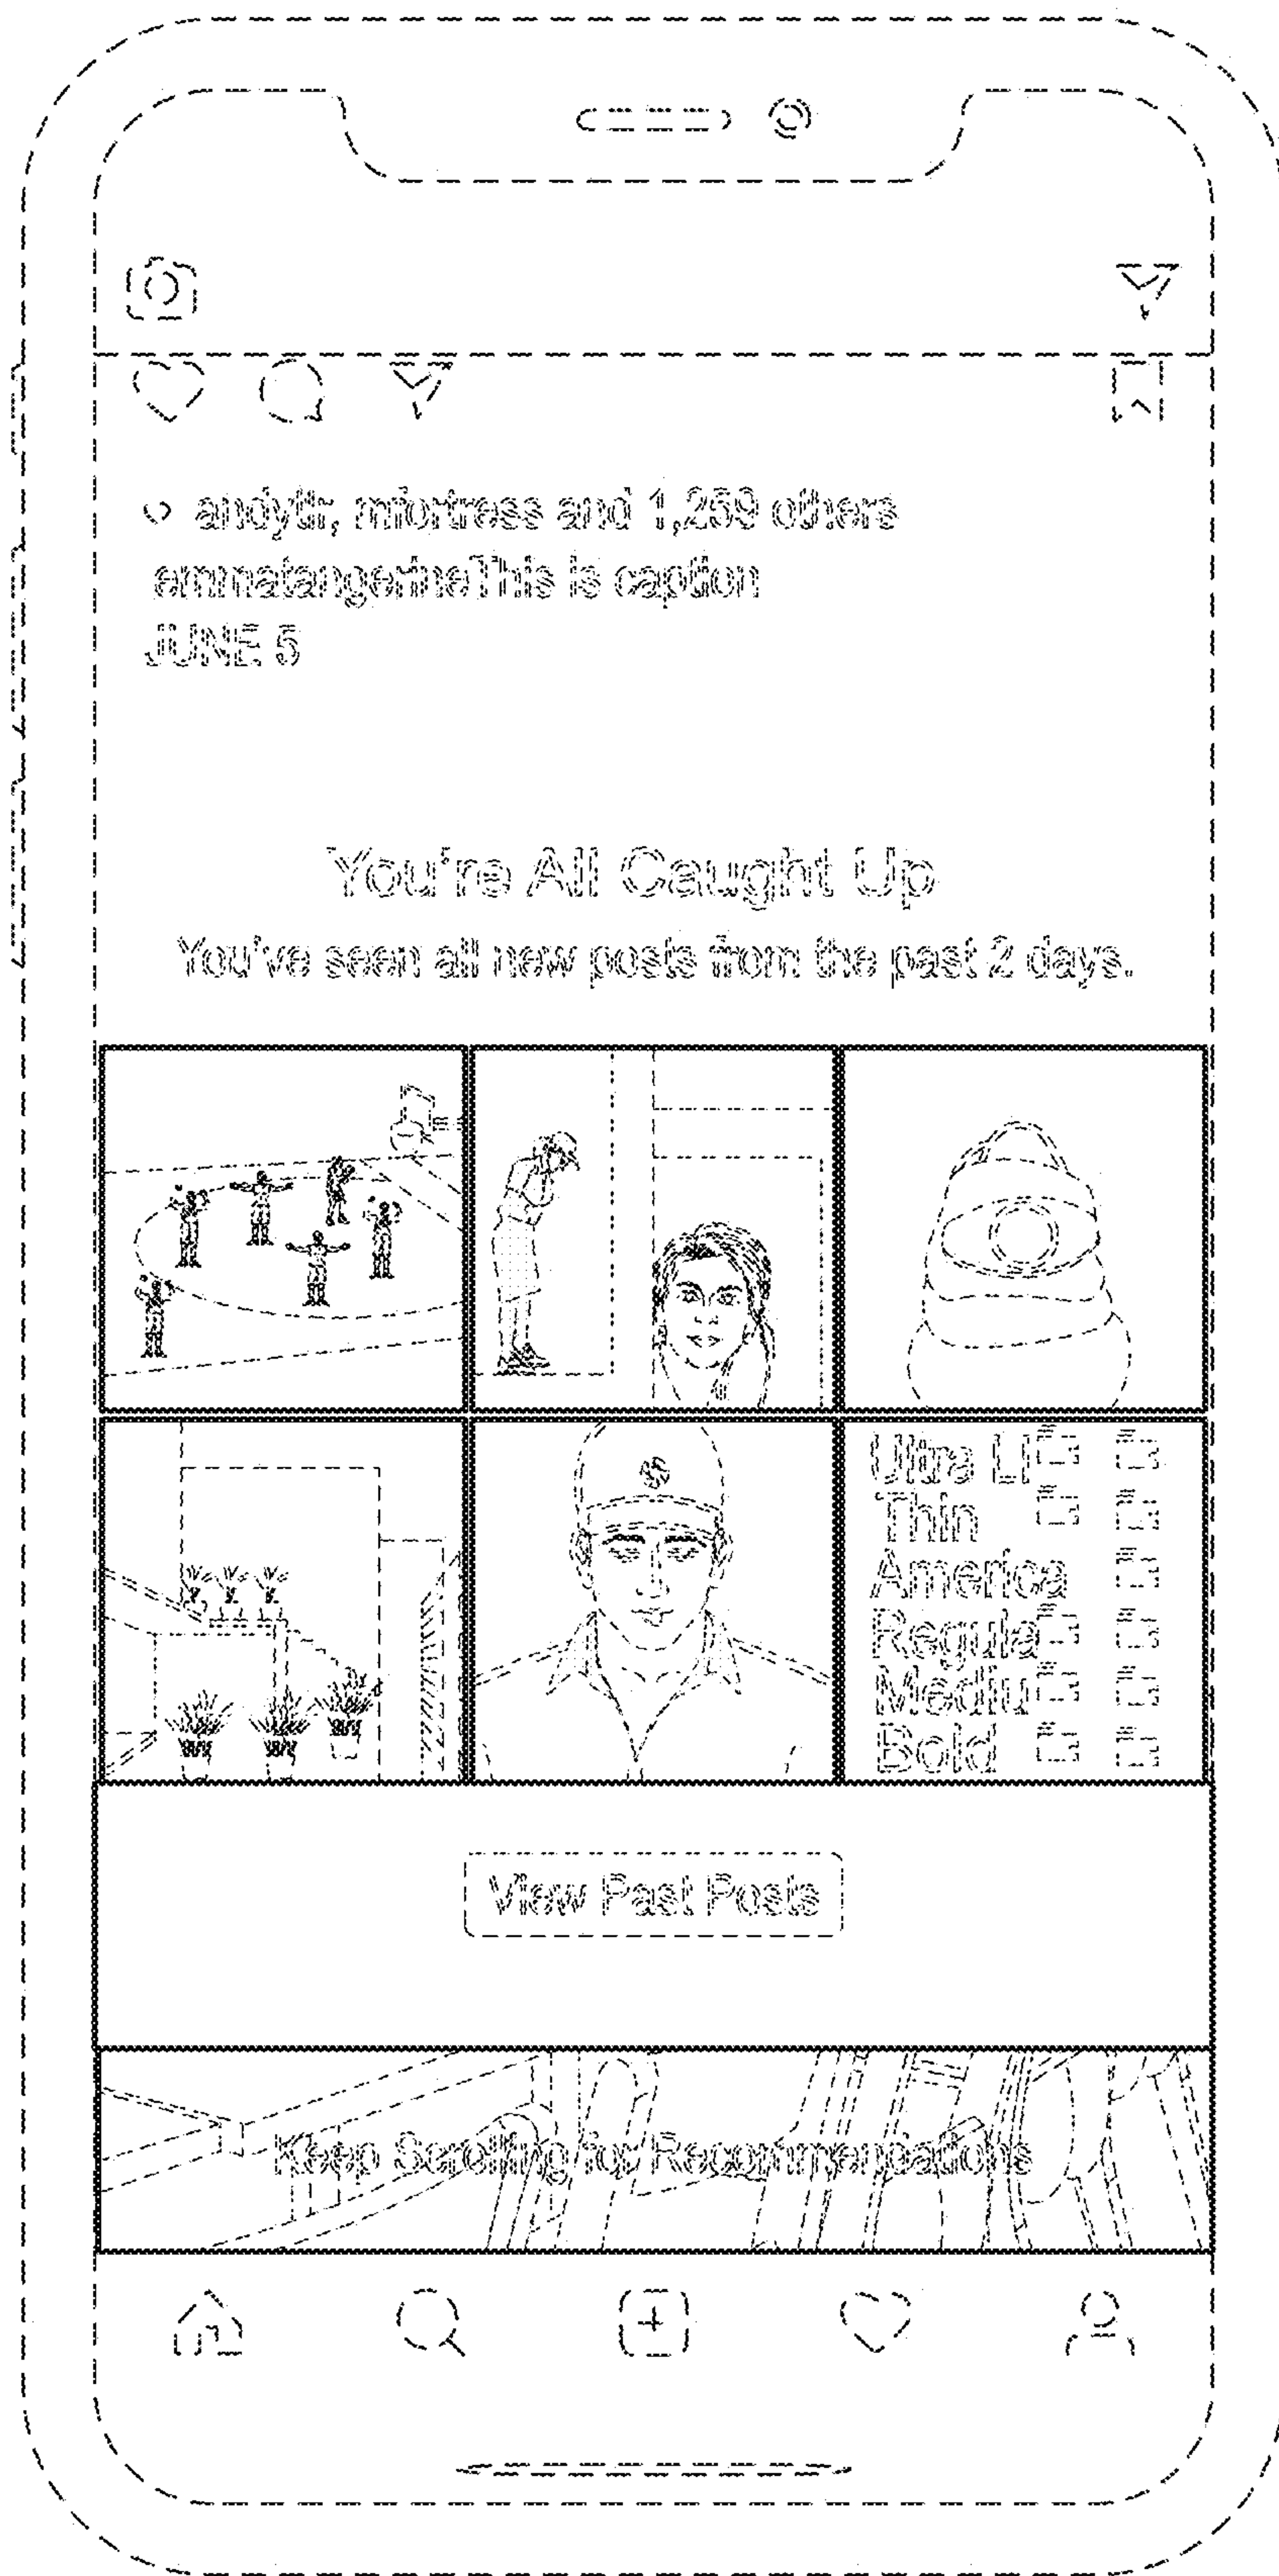 andyttr, mfortress and 1,259 others
emmatangerineThis is caption
JUNE 5
You're All Caught Up
You've seen all new posts from the past 2 days.
Ultra LI
Thin
America
Regula
Mediu
Bold
View Past Posts
Keep Scrolling for Recommendations